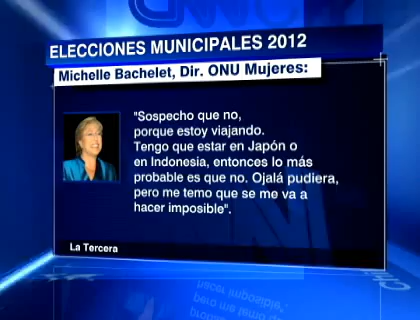 CNN
ELECCIONES MUNICIPALES 2012
Michelle Bachelet, Dir. ONU Mujeres:
"Sospecho que no,
porque estoy viajando.
Tengo que estar en Japón o
en Indonesia, entonces lo más
probable es que no. Ojalá pudiera,
pero me temo que se me va a
hacer imposible".
La Tercera